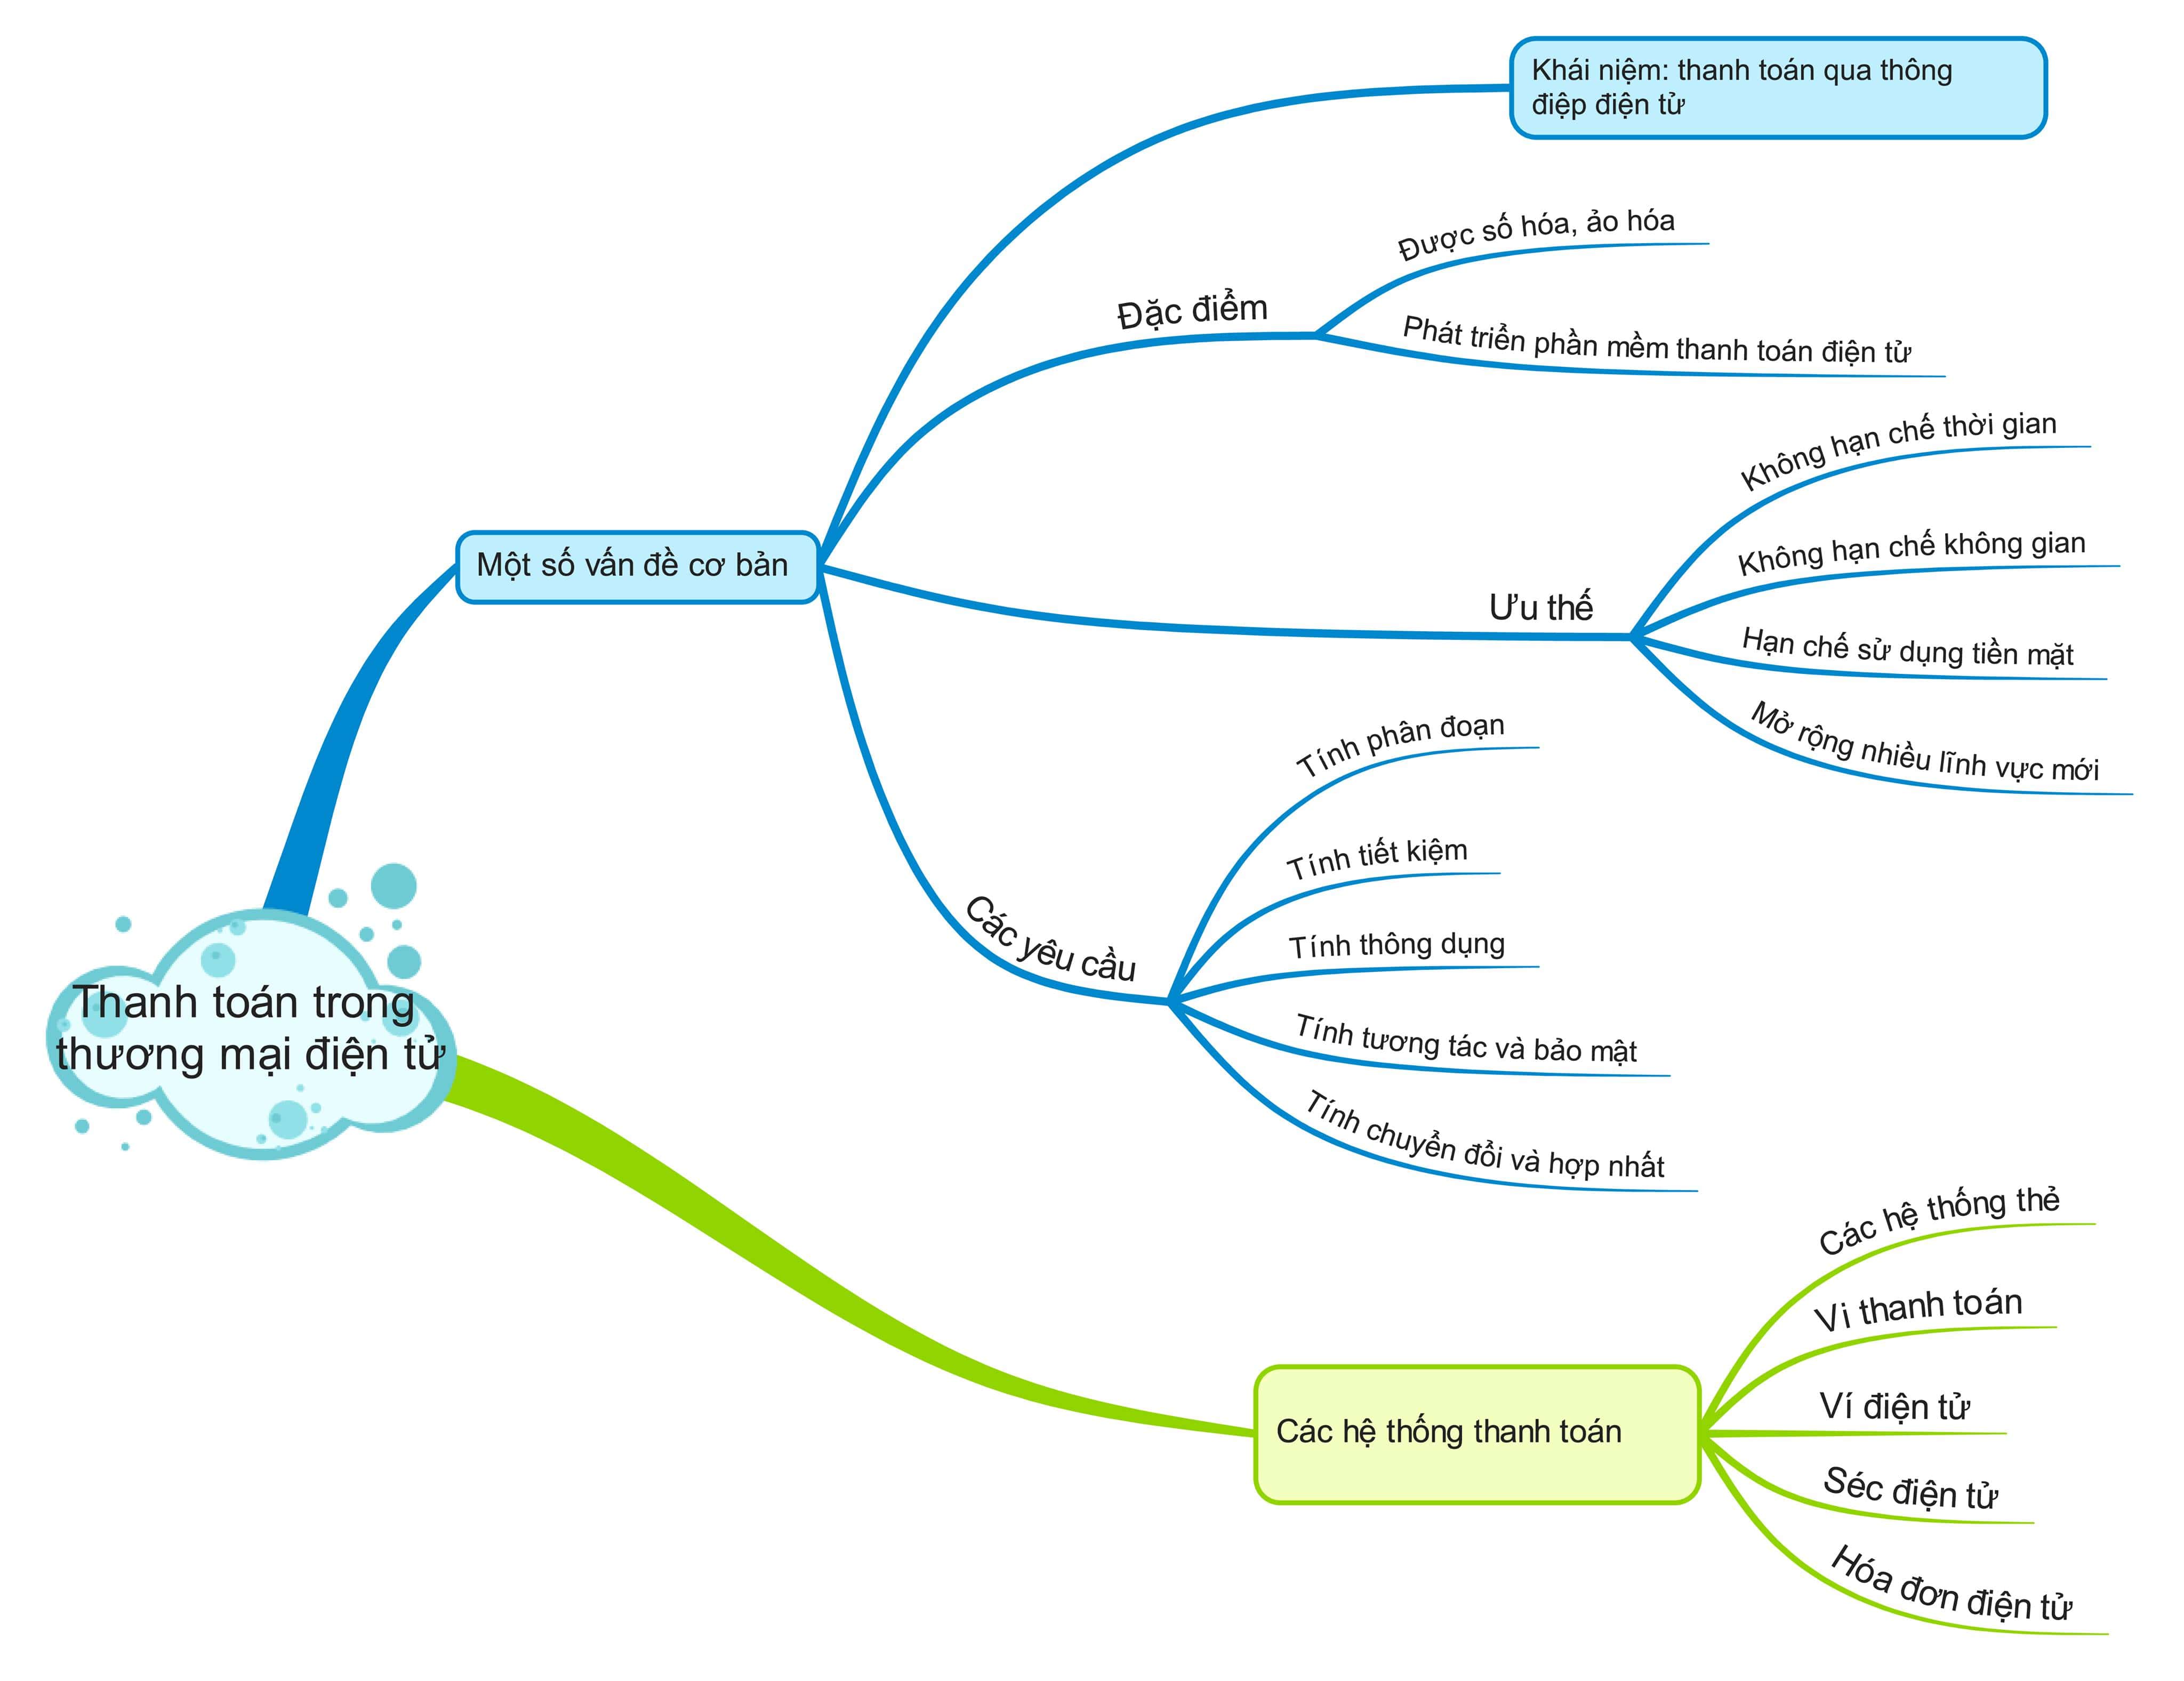 Thanh toán trong
thương mại điện tử
Một số vấn đề cơ bản
Khái niệm: thanh toán qua thông
điệp điện tử
Đặc điểm
Được số hóa, ảo hóa
Phát triển phần mềm thanh toán điện tử
Ưu thế
Không hạn chế thời gian
Không hạn chế không gian
Hạn chế sử dụng tiền mặt
Mở rộng nhiều lĩnh vực mới
Các yêu cầu
Tính phân đoạn
Tính tiết kiệm
Tính thông dụng
Tính tương tác và bảo mật
Tính chuyển đổi và hợp nhất
Các hệ thống thanh toán
Các hệ thống thẻ
Vi thanh toán
Ví điện tử
Séc điện tử
Hóa đơn điện tử